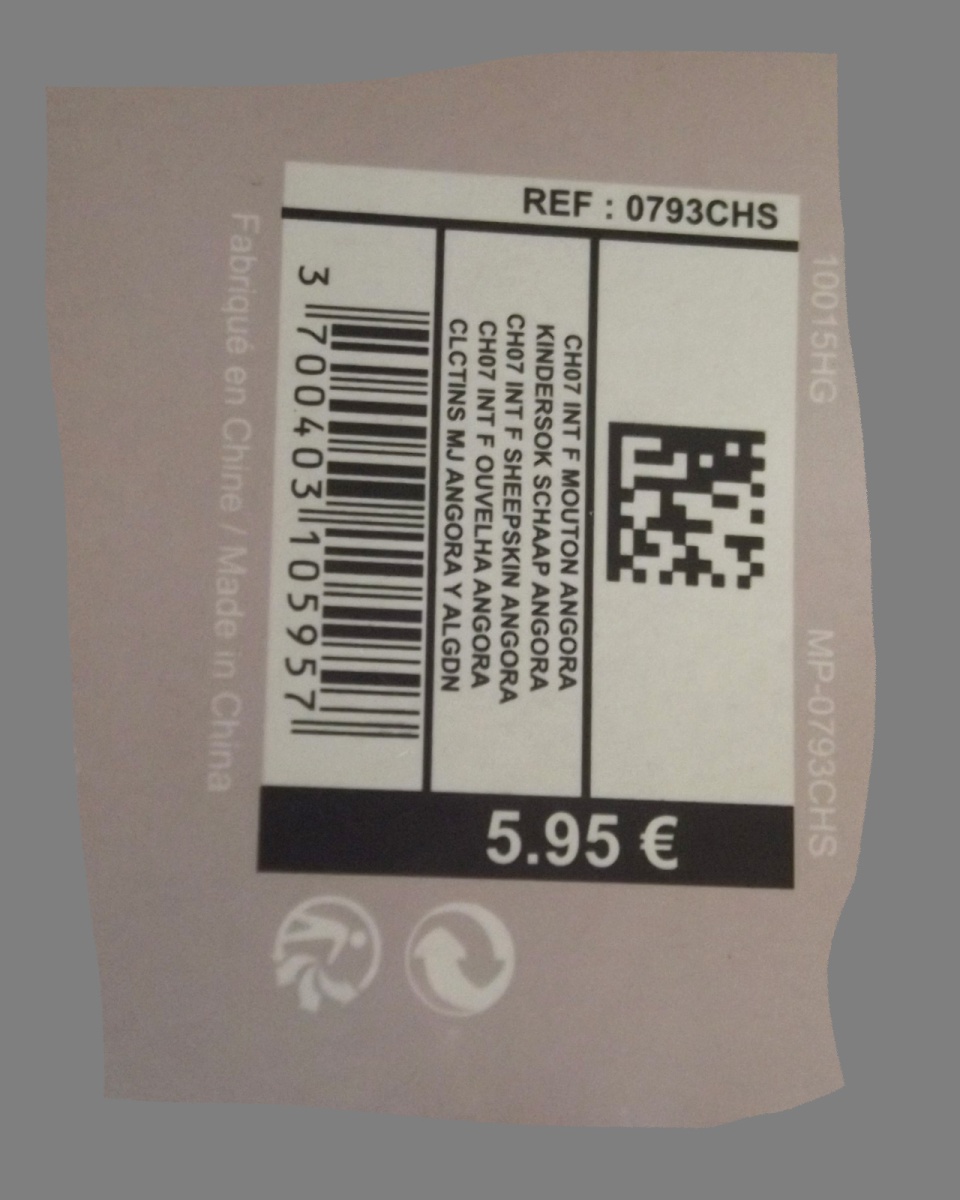 REF : 0793CHS
10015HG
MP-0793CHS
CH07 INT F MOUTON ANGORA
KINDERSOK SCHAAP ANGORA
CH07 INT F SHEEPSKIN ANGORA
CH07 INT F OUVELHA ANGORA
CLCTINS MJ ANGORA Y ALGDN
3 700403 105957
5.95 €
Fabriqué en Chine / Made in China